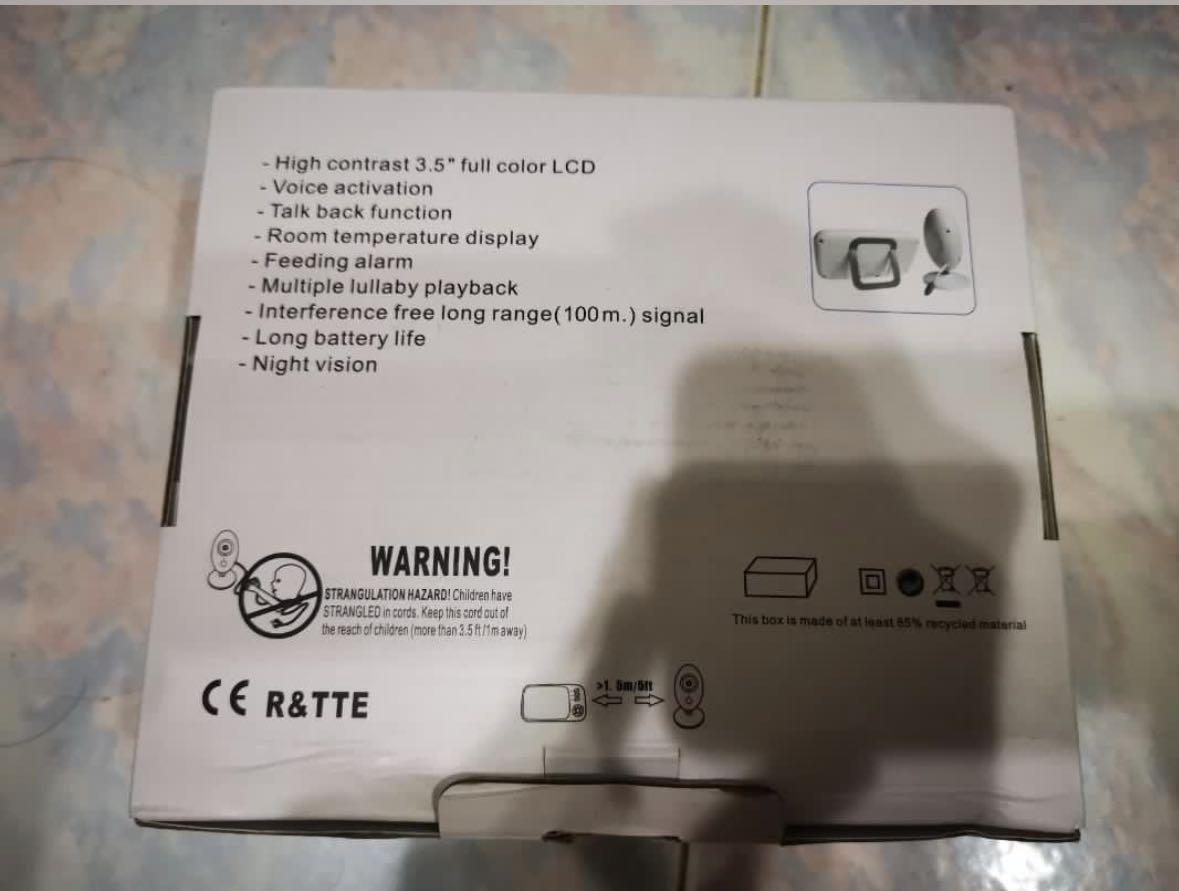 - High contrast 3.5" full color LCD
- Voice activation
- Talk back function
- Room temperature display
- Feeding alarm
- Multiple lullaby playback
- Interference free long range(100m.) signal
- Long battery life
- Night vision
WARNING!
STRANGULATION HAZARD! Children have
STRANGLED in cords. Keep this cord out of
the reach of children (more than 3.5 ft/1m away)
This box is made of at least 85% recycled material
CE R&TTE
>1. 5m/5ft